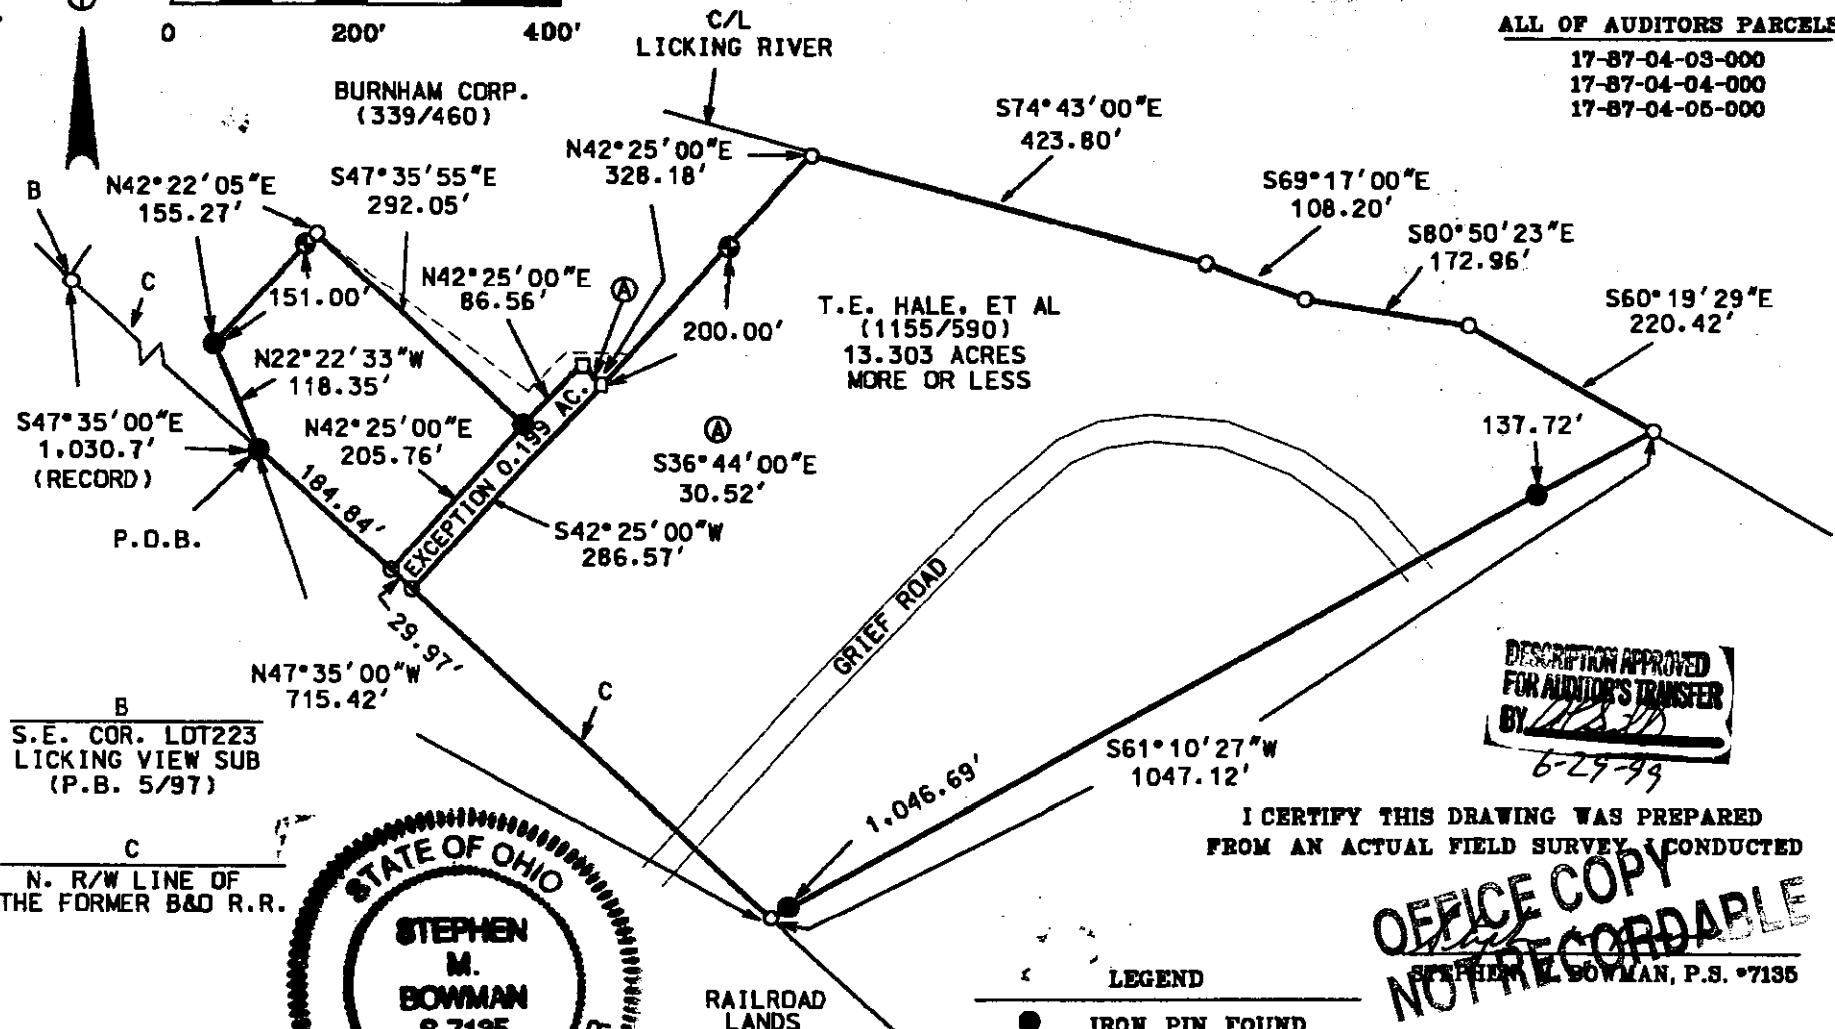 0 200' 400'
C/L
LICKING RIVER
ALL OF AUDITORS PARCELS
17-87-04-03-000
17-87-04-04-000
17-87-04-05-000
BURNHAM CORP.
(339/460)
N42°25'00"E
328.18'
S74°43'00"E
423.80'
S69°17'00"E
108.20'
S80°50'23"E
172.96'
S60°19'29"E
220.42'
B
N42°22'05"E
155.27'
S47°35'55"E
292.05'
C
151.00'
N42°25'00"E
86.56'
A
200.00'
T.E. HALE, ET AL
(1155/590)
13.303 ACRES
MORE OR LESS
N22°22'33"W
118.35'
S47°35'00"E
1,030.7'
(RECORD)
N42°25'00"E
205.76'
EXCEPTION 0.199 AC.
A
S36°44'00"E
30.52'
137.72'
P.O.B.
184.84'
S42°25'00"W
286.57'
29.97'
GRIEF ROAD
N47°35'00"W
715.42'
C
B
S.E. COR. LOT223
LICKING VIEW SUB
(P.B. 5/97)
DESCRIPTION APPROVED
FOR AUDITOR'S TRANSFER
BY
6-29-99
S61°10'27"W
1047.12'
1,046.69'
I CERTIFY THIS DRAWING WAS PREPARED
FROM AN ACTUAL FIELD SURVEY I CONDUCTED
C
N. R/W LINE OF
THE FORMER B&O R.R.
STATE OF OHIO
STEPHEN
M.
BOWMAN
S-7135
OFFICE COPY
NOT RECORDABLE
STEPHEN M. BOWMAN, P.S. #7135
RAILROAD
LANDS
LEGEND
IRON PIN FOUND